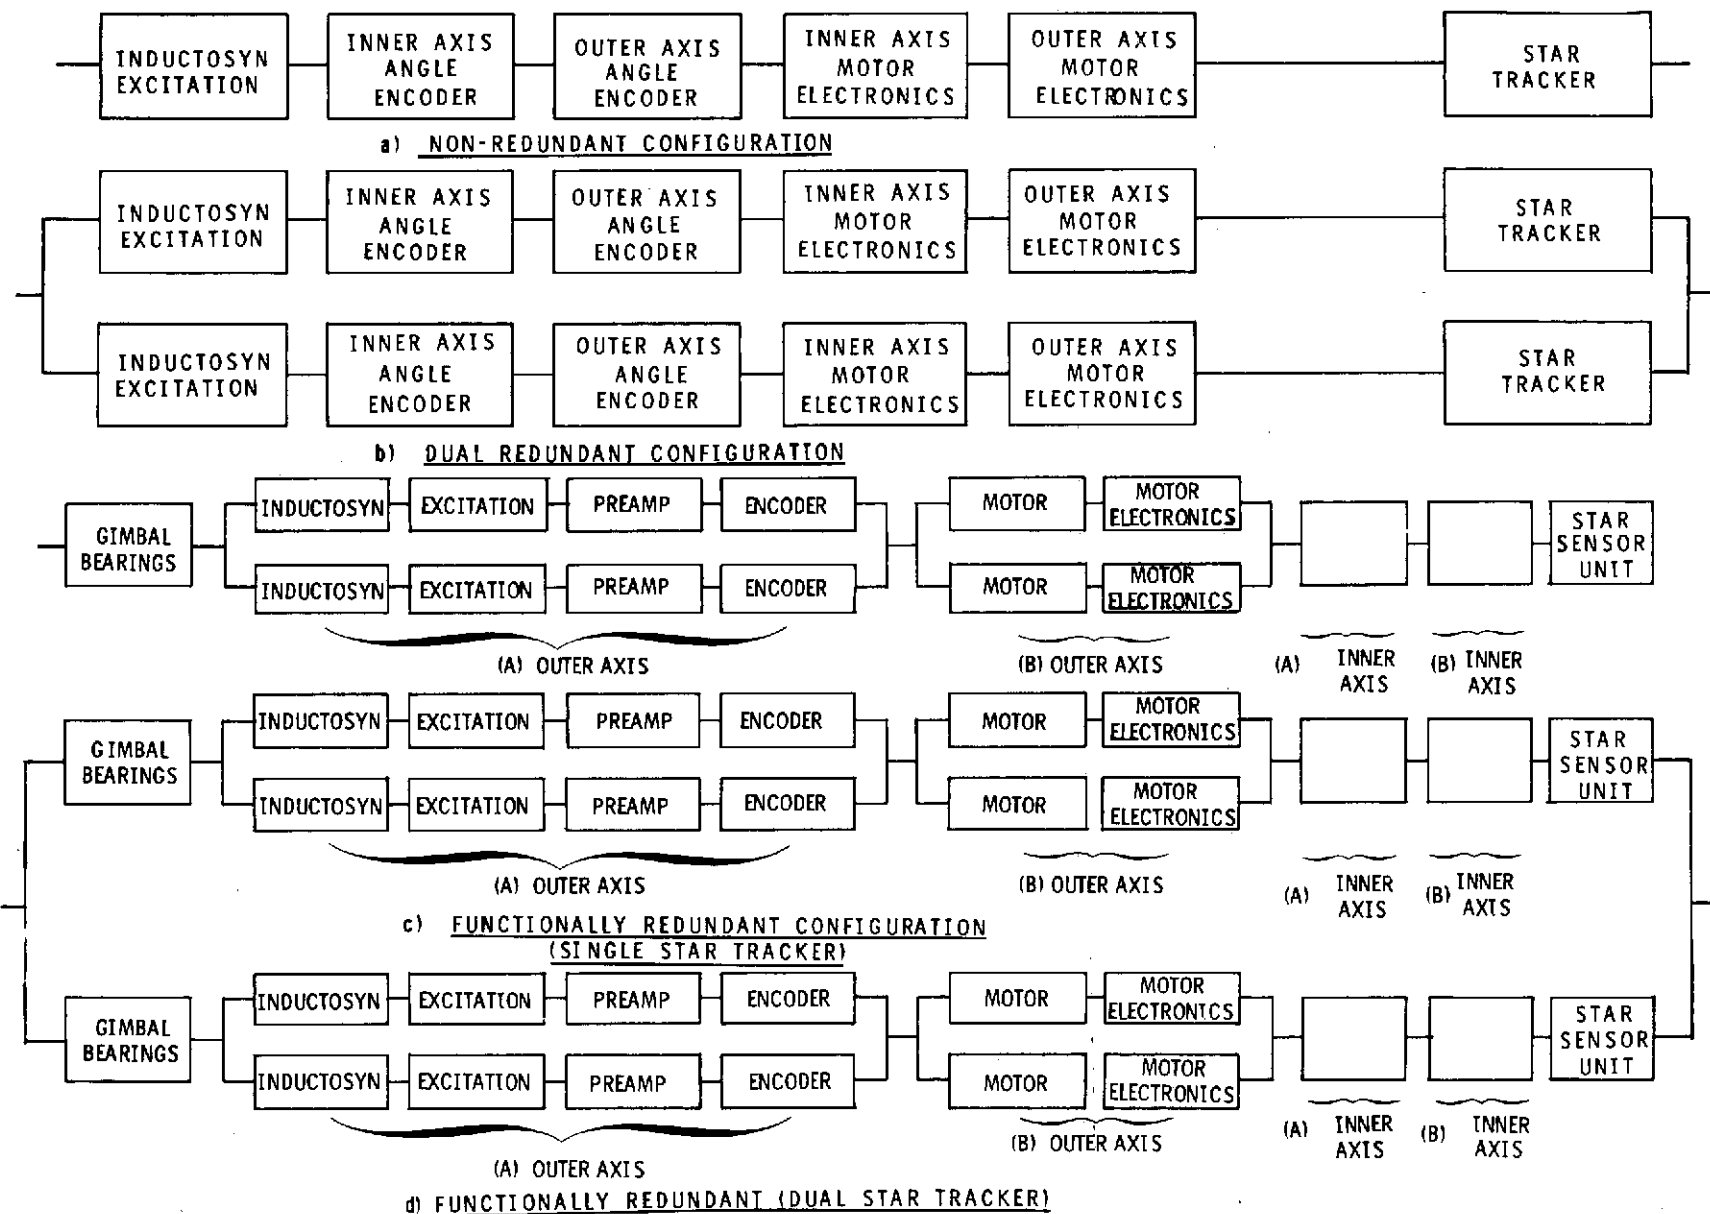 INDUCTOSYN EXCITATION
INNER AXIS ANGLE ENCODER
OUTER AXIS ANGLE ENCODER
INNER AXIS MOTOR ELECTRONICS
OUTER AXIS MOTOR ELECTRONICS
STAR TRACKER
a) NON-REDUNDANT CONFIGURATION
INDUCTOSYN EXCITATION
INNER AXIS ANGLE ENCODER
OUTER AXIS ANGLE ENCODER
INNER AXIS MOTOR ELECTRONICS
OUTER AXIS MOTOR ELECTRONICS
STAR TRACKER
INDUCTOSYN EXCITATION
INNER AXIS ANGLE ENCODER
OUTER AXIS ANGLE ENCODER
INNER AXIS MOTOR ELECTRONICS
OUTER AXIS MOTOR ELECTRONICS
STAR TRACKER
b) DUAL REDUNDANT CONFIGURATION
GIMBAL BEARINGS
INDUCTOSYN
EXCITATION
PREAMP
ENCODER
MOTOR
MOTOR ELECTRONICS
STAR SENSOR UNIT
INDUCTOSYN
EXCITATION
PREAMP
ENCODER
MOTOR
MOTOR ELECTRONICS
(A) OUTER AXIS
(B) OUTER AXIS
(A) INNER AXIS
(B) INNER AXIS
GIMBAL BEARINGS
INDUCTOSYN
EXCITATION
PREAMP
ENCODER
MOTOR
MOTOR ELECTRONICS
STAR SENSOR UNIT
INDUCTOSYN
EXCITATION
PREAMP
ENCODER
MOTOR
MOTOR ELECTRONICS
(A) OUTER AXIS
(B) OUTER AXIS
(A) INNER AXIS
(B) INNER AXIS
c) FUNCTIONALLY REDUNDANT CONFIGURATION
(SINGLE STAR TRACKER)
GIMBAL BEARINGS
INDUCTOSYN
EXCITATION
PREAMP
ENCODER
MOTOR
MOTOR ELECTRONICS
STAR SENSOR UNIT
INDUCTOSYN
EXCITATION
PREAMP
ENCODER
MOTOR
MOTOR ELECTRONICS
(A) OUTER AXIS
(B) OUTER AXIS
(A) INNER AXIS
(B) INNER AXIS
d) FUNCTIONALLY REDUNDANT (DUAL STAR TRACKER)